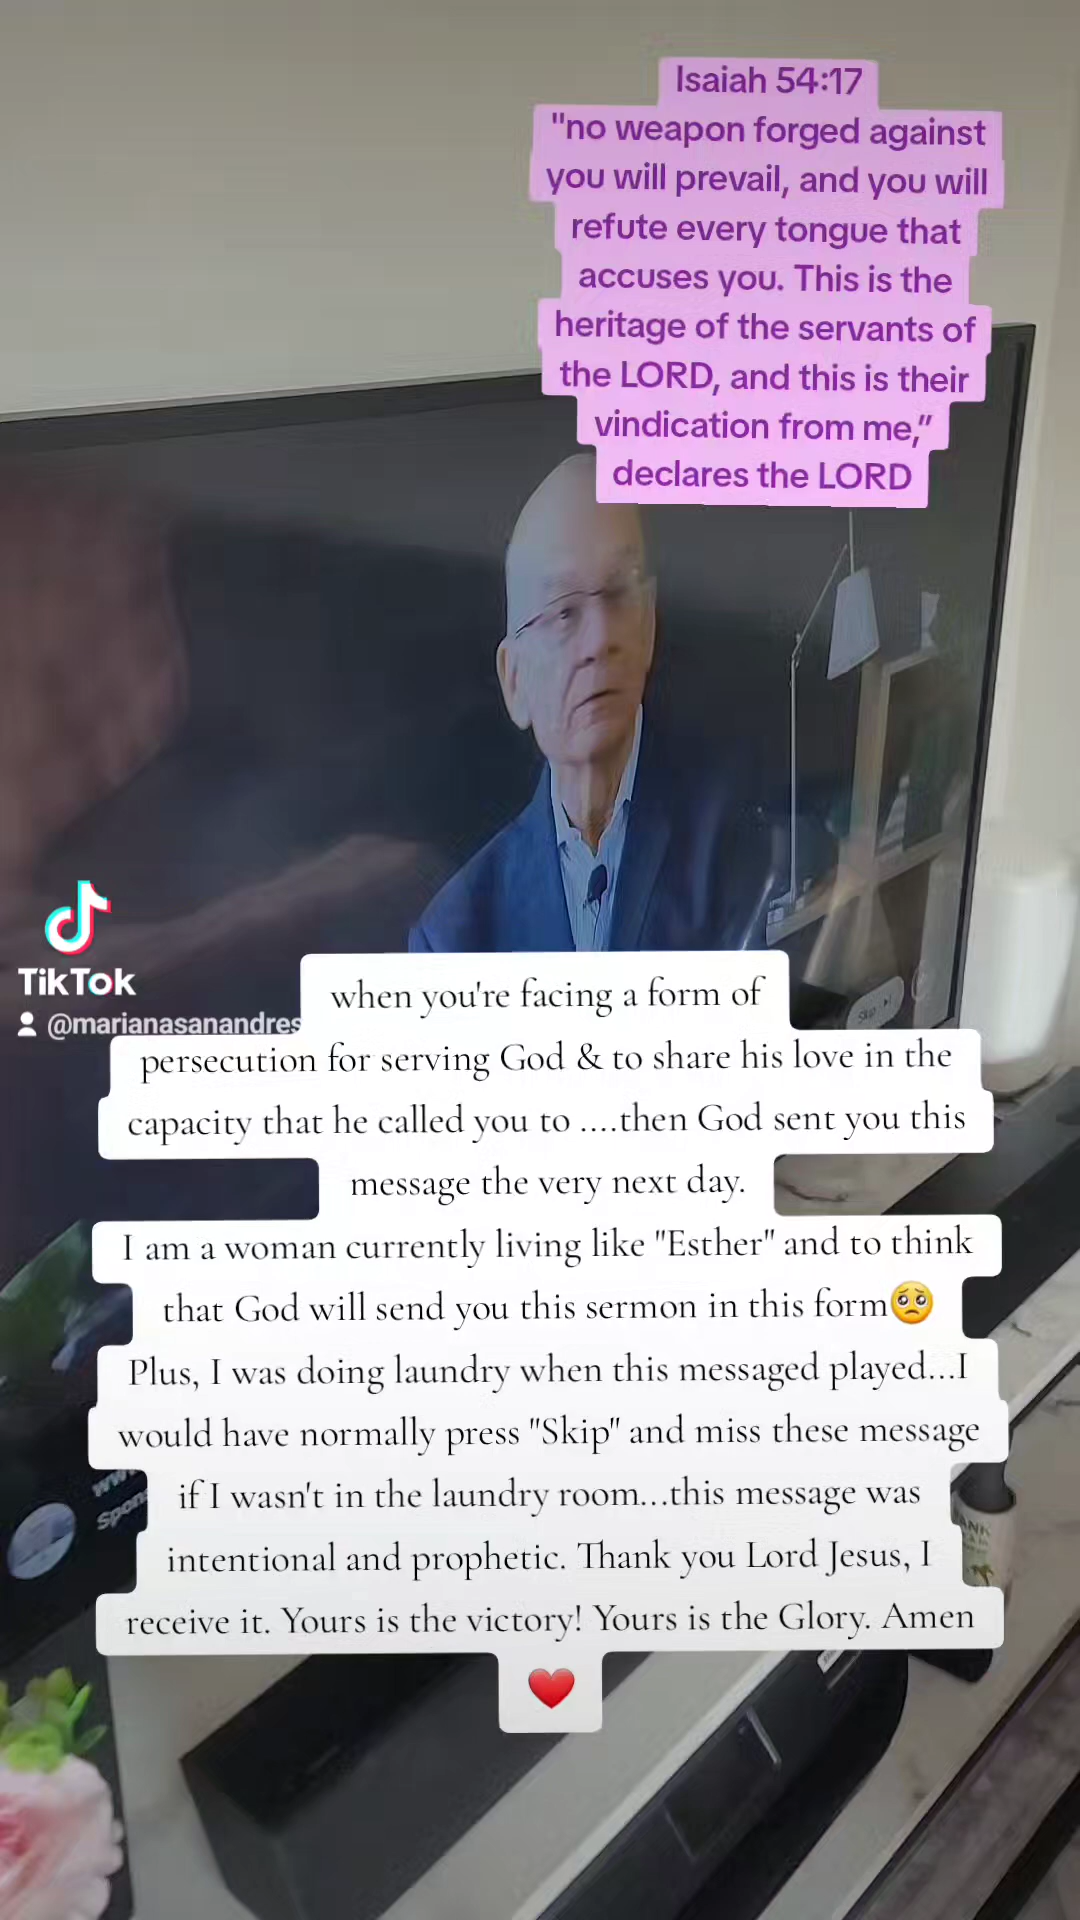 Isaiah 54:17
"no weapon forged against
you will prevail, and you will
refute every tongue that
accuses you. This is the
heritage of the servants of
the LORD, and this is their
vindication from me,”
declares the LORD
TikTok
@marianasanandres
Skip
when you're facing a form of
persecution for serving God & to share his love in the
capacity that he called you to ....then God sent you this
message the very next day.
I am a woman currently living like "Esther" and to think
that God will send you this sermon in this form🥺
Plus, I was doing laundry when this messaged played...I
would have normally press "Skip" and miss these message
if I wasn't in the laundry room...this message was
intentional and prophetic. Thank you Lord Jesus, I
receive it. Yours is the victory! Yours is the Glory. Amen
❤️